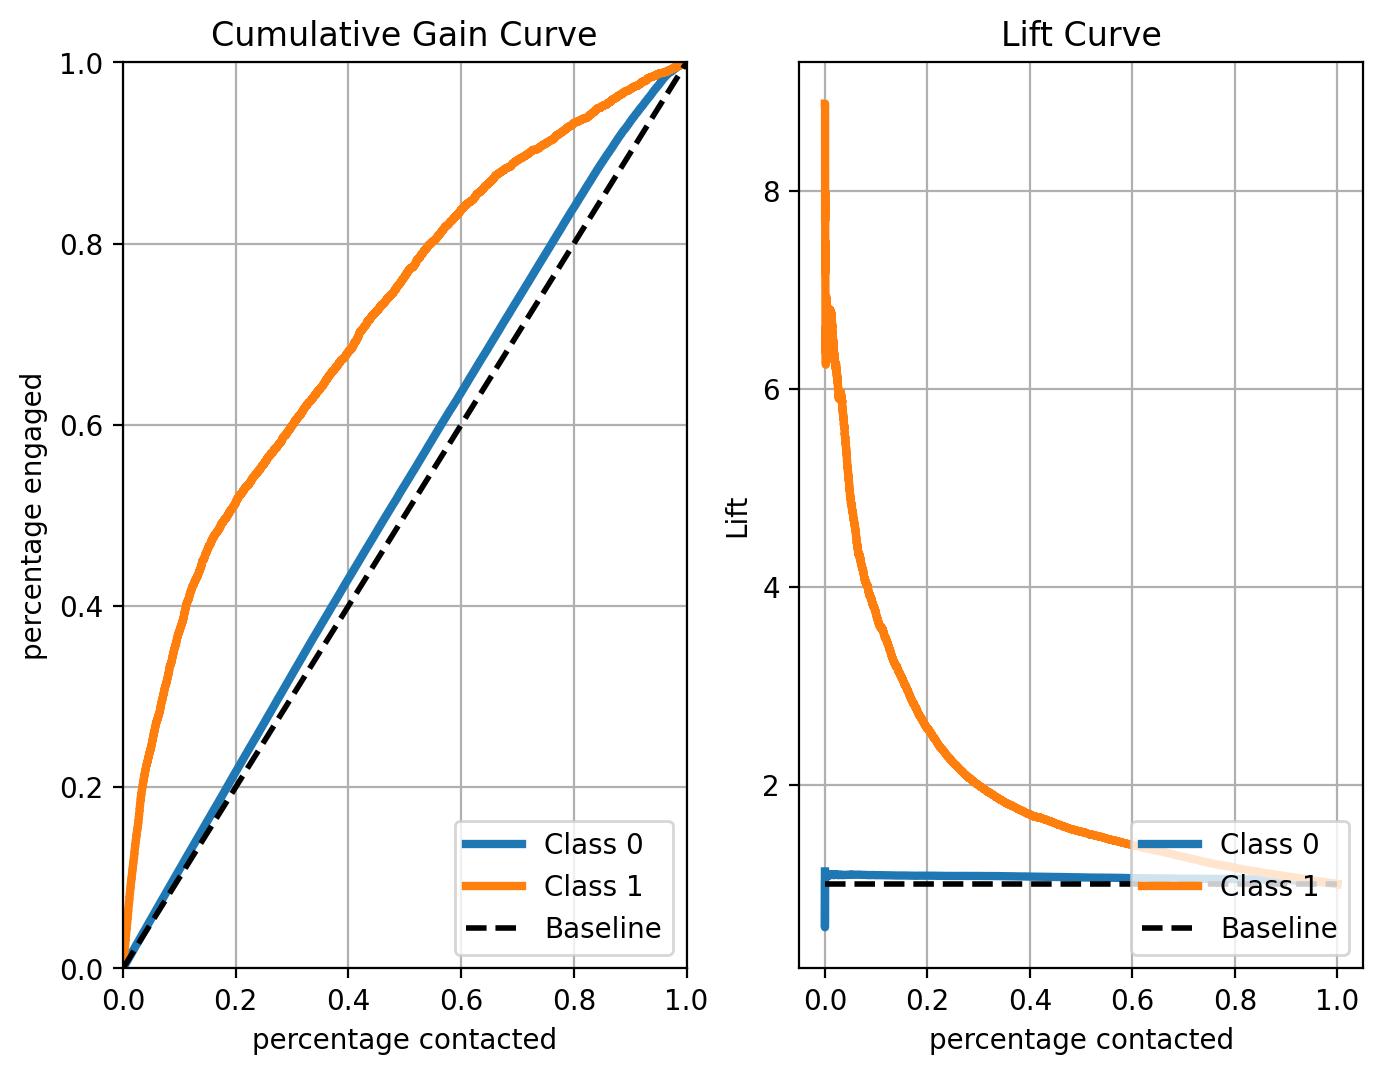 Cumulative Gain Curve
1.0
0.8
0.6
0.4
0.2
0.0
percentage engaged
0.0 0.2 0.4 0.6 0.8 1.0
percentage contacted
Class 0
Class 1
Baseline
Lift Curve
8
6
4
2
Lift
0.0 0.2 0.4 0.6 0.8 1.0
percentage contacted
Class 0
Class 1
Baseline